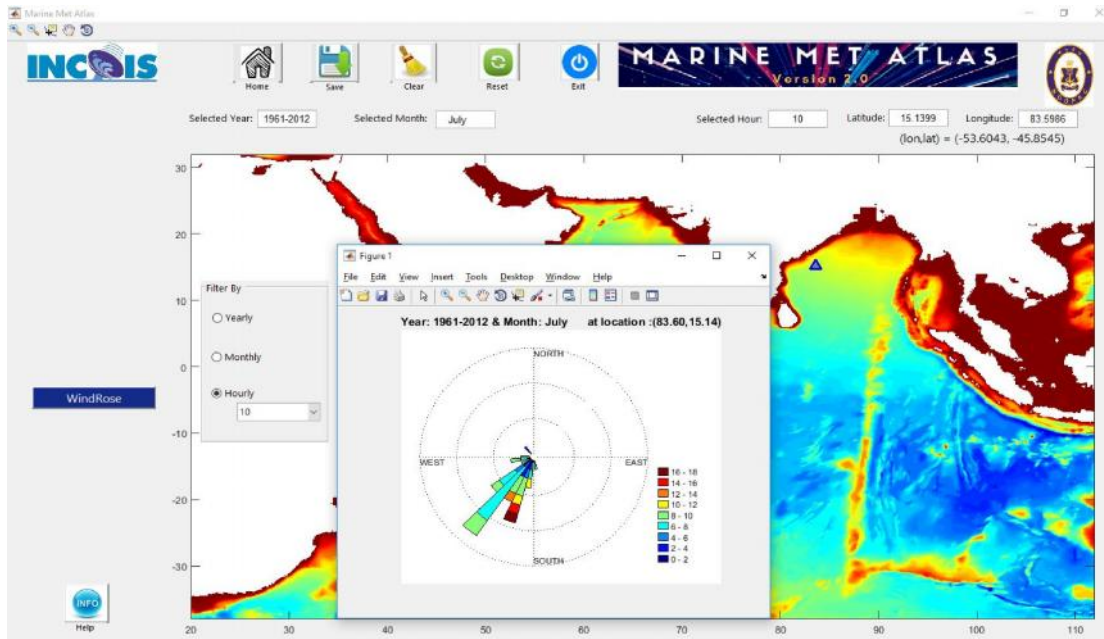 Marine Met Atlas
INCOIS
Home
Save
Clear
Reset
Exit
MARINE MET ATLAS
Version 2.0
Selected Year: 1961-2012
Selected Month: July
Selected Hour: 10
Latitude: 15.1399
Longitude: 83.5986
(lon,lat) = (-53.6043, -45.8545)
30
20
10
0
-10
-20
-30
20 30 40 50 60 70 80 90 100 110
Filter By
Yearly
Monthly
Hourly
10
WindRose
INFO
Help
Figure 1
File Edit View Insert Tools Desktop Window Help
Year: 1961-2012 & Month: July at location :(83.60,15.14)
NORTH
WEST
EAST
SOUTH
16 - 18
14 - 16
12 - 14
10 - 12
8 - 10
6 - 8
4 - 6
2 - 4
0 - 2